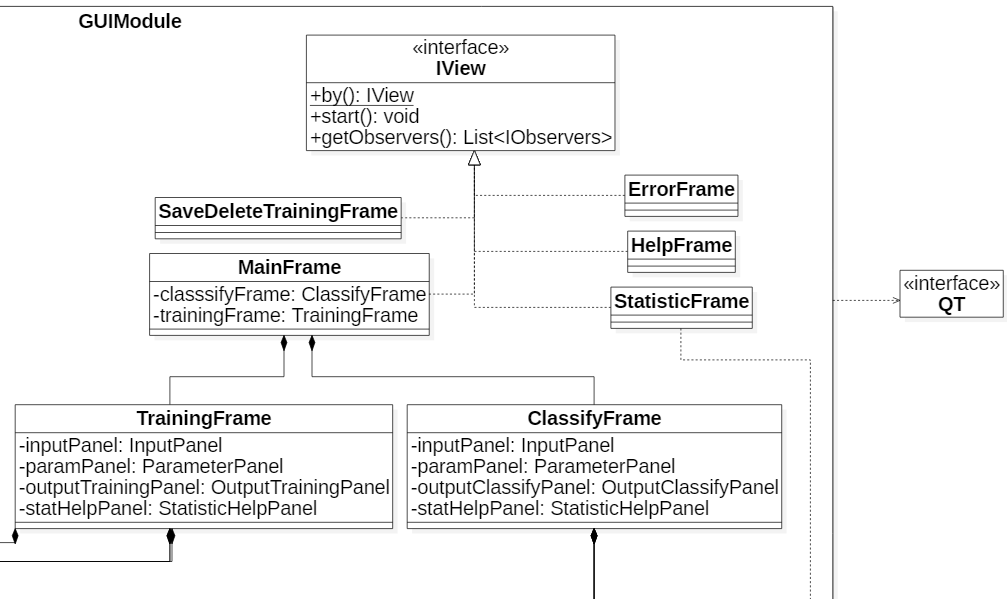 GUIModule
«interface»
IView
+by(): IView
+start(): void
+getObservers(): List<IObservers>
ErrorFrame
SaveDeleteTrainingFrame
HelpFrame
MainFrame
-classsifyFrame: ClassifyFrame
-trainingFrame: TrainingFrame
StatisticFrame
«interface»
QT
TrainingFrame
-inputPanel: InputPanel
-paramPanel: ParameterPanel
-outputTrainingPanel: OutputTrainingPanel
-statHelpPanel: StatisticHelpPanel
ClassifyFrame
-inputPanel: InputPanel
-paramPanel: ParameterPanel
-outputClassifyPanel: OutputClassifyPanel
-statHelpPanel: StatisticHelpPanel